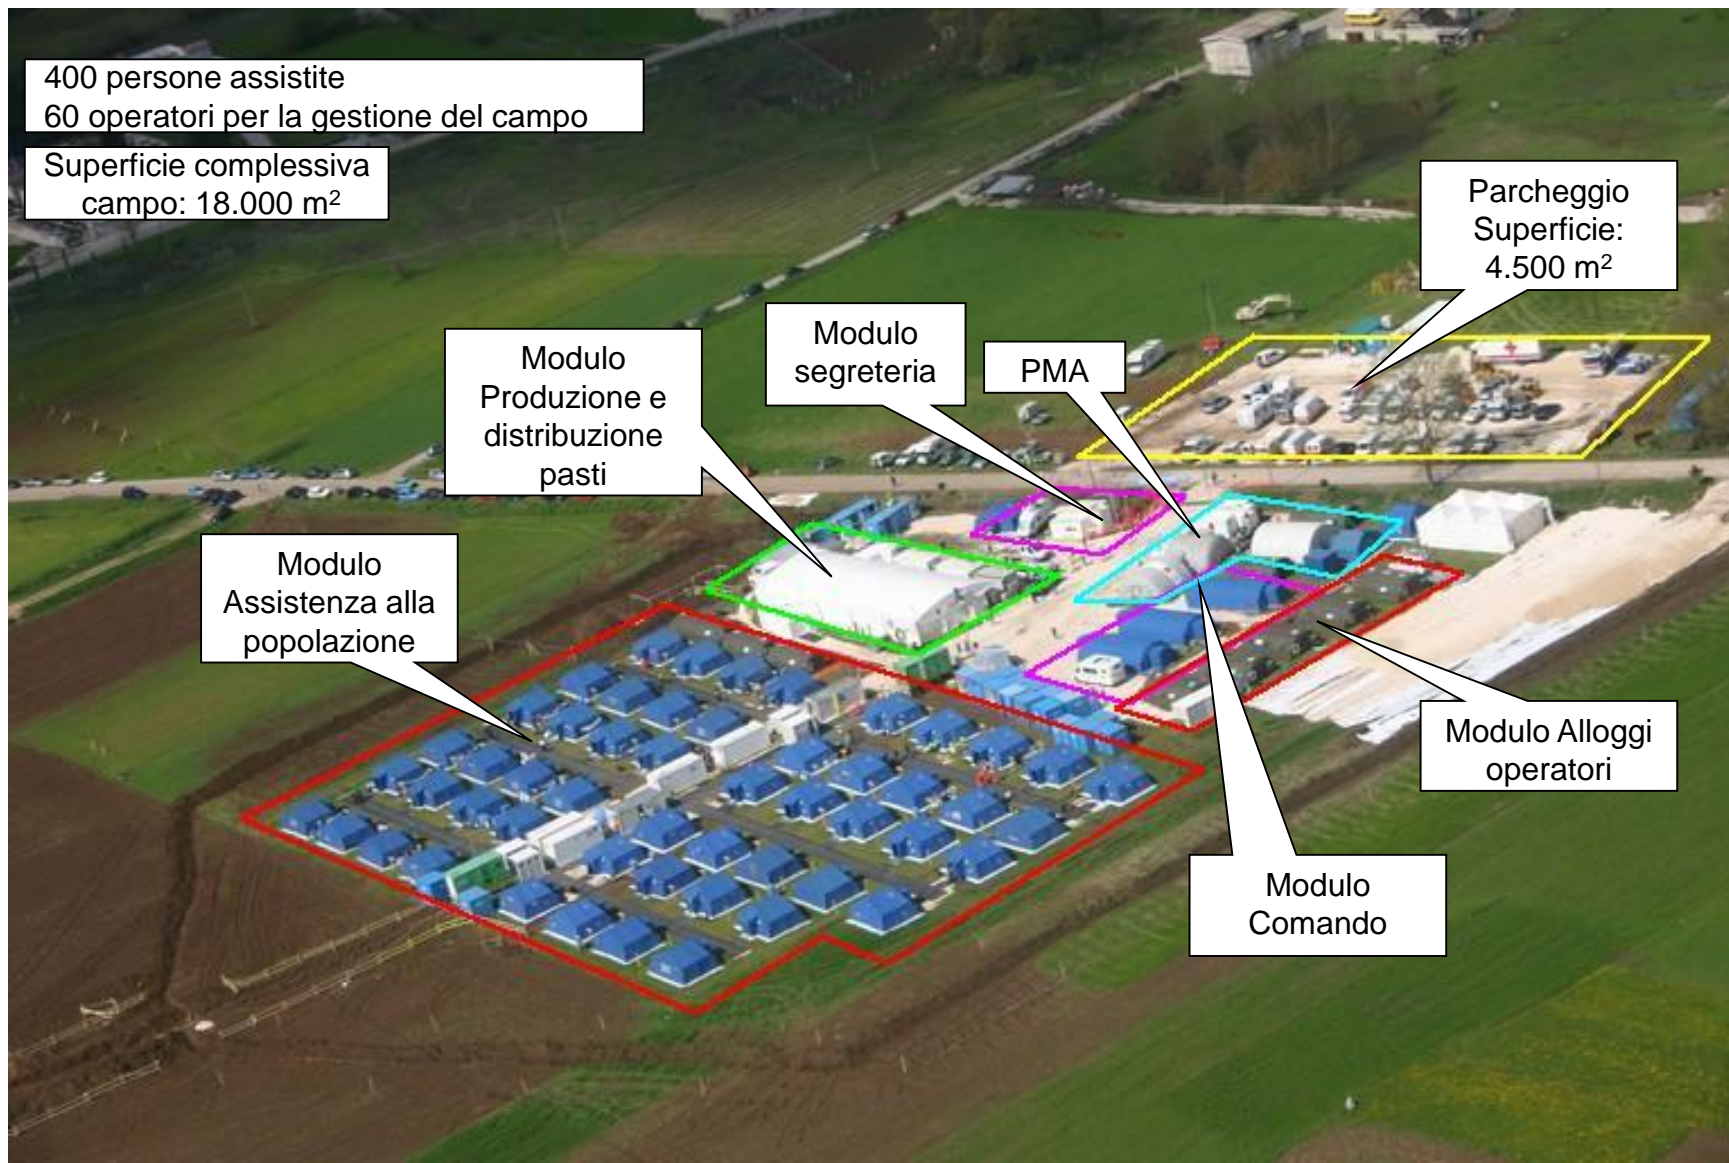 400 persone assistite
60 operatori per la gestione del campo
Superficie complessiva
campo: 18.000 m²
Parcheggio
Superficie:
4.500 m²
Modulo
segreteria
PMA
Modulo
Produzione e
distribuzione
pasti
Modulo
Assistenza alla
popolazione
Modulo Alloggi
operatori
Modulo
Comando